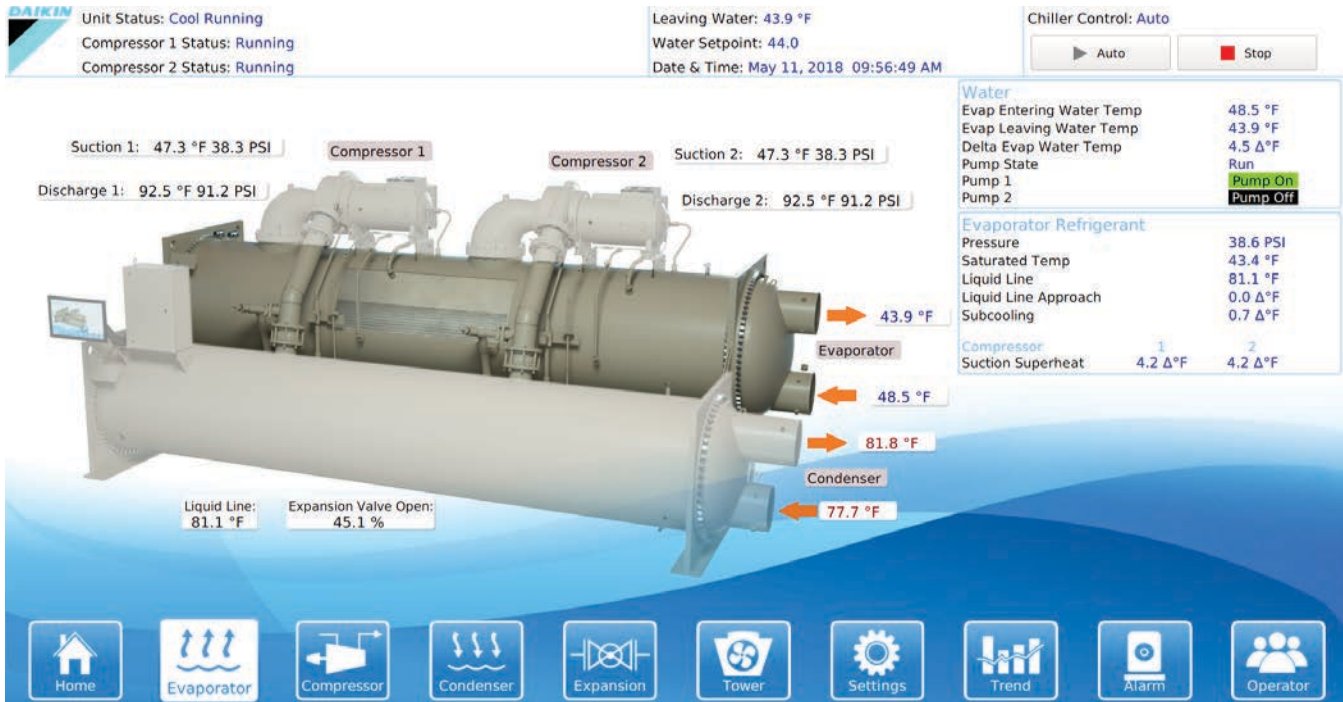 DAIKIN
Unit Status: Cool Running
Compressor 1 Status: Running
Compressor 2 Status: Running
Leaving Water: 43.9 °F
Water Setpoint: 44.0
Date & Time: May 11, 2018 09:56:49 AM
Chiller Control: Auto
Auto
Stop
Suction 1: 47.3 °F 38.3 PSI
Compressor 1
Compressor 2
Suction 2: 47.3 °F 38.3 PSI
Discharge 1: 92.5 °F 91.2 PSI
Discharge 2: 92.5 °F 91.2 PSI
43.9 °F
Evaporator
48.5 °F
81.8 °F
Condenser
77.7 °F
Liquid Line:
81.1 °F
Expansion Valve Open:
45.1 %
Water
Evap Entering Water Temp 48.5 °F
Evap Leaving Water Temp 43.9 °F
Delta Evap Water Temp 4.5 Δ°F
Pump State Run
Pump 1 Pump On
Pump 2 Pump Off
Evaporator Refrigerant
Pressure 38.6 PSI
Saturated Temp 43.4 °F
Liquid Line 81.1 °F
Liquid Line Approach 0.0 Δ°F
Subcooling 0.7 Δ°F
Compressor 1 2
Suction Superheat 4.2 Δ°F 4.2 Δ°F
Home
Evaporator
Compressor
Condenser
Expansion
Tower
Settings
Trend
Alarm
Operator